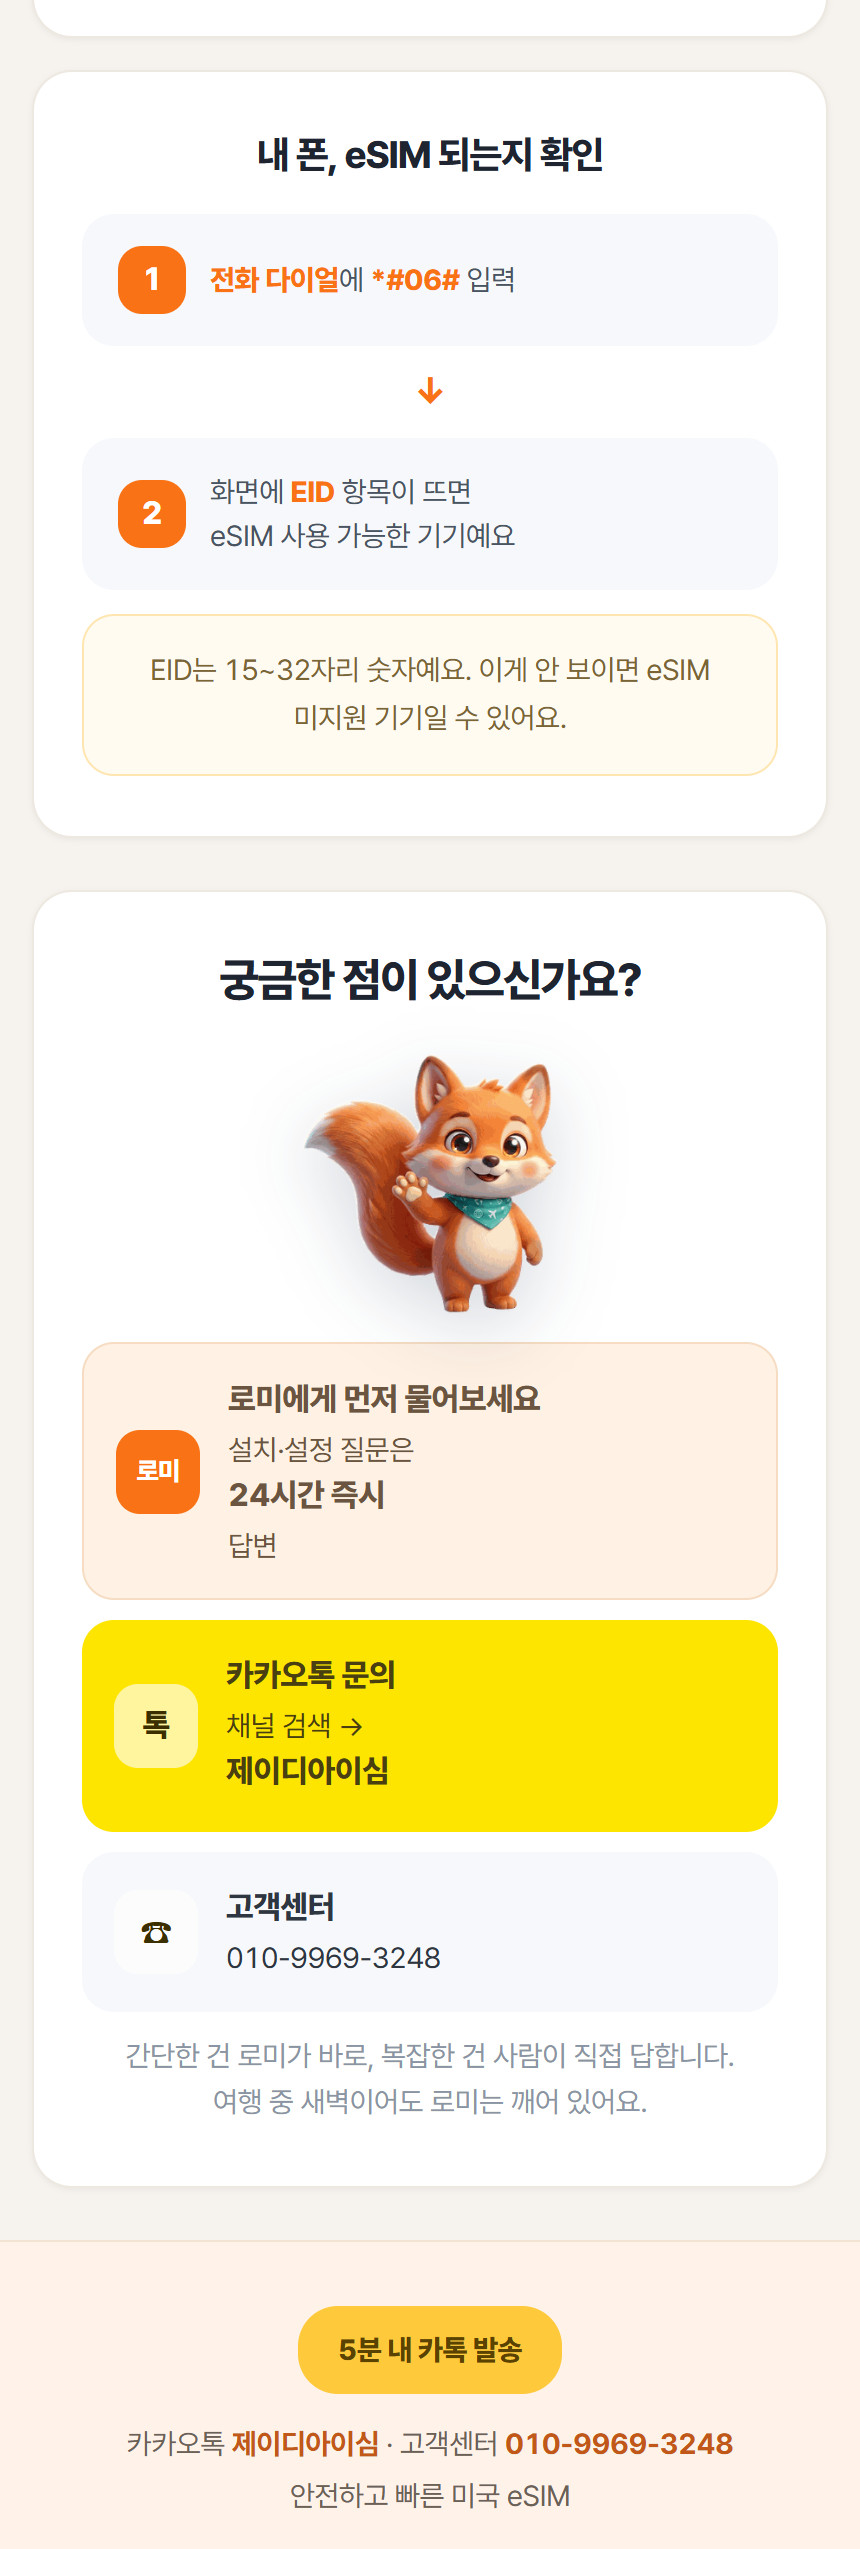 내 폰, eSIM 되는지 확인
1
전화 다이얼에 *#06# 입력
↓
2
화면에 EID 항목이 뜨면
eSIM 사용 가능한 기기예요
EID는 15~32자리 숫자예요. 이게 안 보이면 eSIM
미지원 기기일 수 있어요.
궁금한 점이 있으신가요?
로미
로미에게 먼저 물어보세요
설치·설정 질문은
24시간 즉시
답변
톡
카카오톡 문의
채널 검색 →
제이디아이심
☎
고객센터
010-9969-3248
간단한 건 로미가 바로, 복잡한 건 사람이 직접 답합니다.
여행 중 새벽이어도 로미는 깨어 있어요.
5분 내 카톡 발송
카카오톡 제이디아이심 · 고객센터 010-9969-3248
안전하고 빠른 미국 eSIM